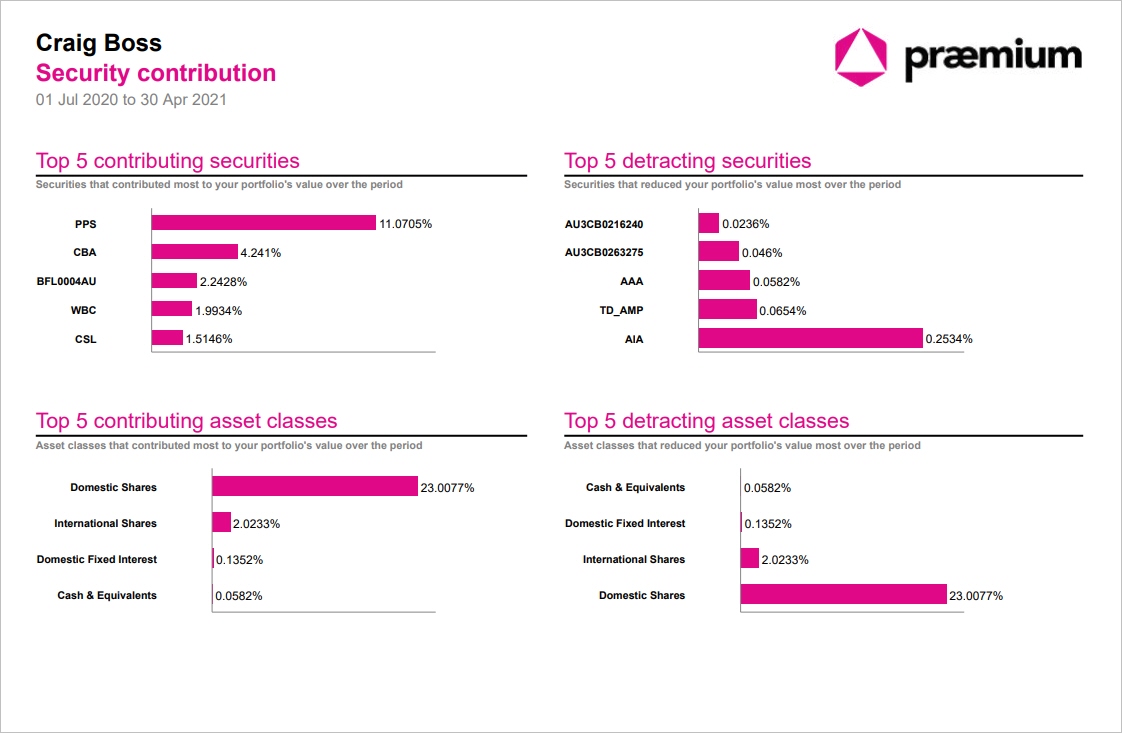 Craig Boss
Security contribution
01 Jul 2020 to 30 Apr 2021
præmium
Top 5 contributing securities
Securities that contributed most to your portfolio's value over the period
PPS 11.0705%
CBA 4.241%
BFL0004AU 2.2428%
WBC 1.9934%
CSL 1.5146%
Top 5 detracting securities
Securities that reduced your portfolio's value most over the period
AU3CB0216240 0.0236%
AU3CB0263275 0.046%
AAA 0.0582%
TD_AMP 0.0654%
AIA 0.2534%
Top 5 contributing asset classes
Asset classes that contributed most to your portfolio's value over the period
Domestic Shares 23.0077%
International Shares 2.0233%
Domestic Fixed Interest 0.1352%
Cash & Equivalents 0.0582%
Top 5 detracting asset classes
Asset classes that reduced your portfolio's value most over the period
Cash & Equivalents 0.0582%
Domestic Fixed Interest 0.1352%
International Shares 2.0233%
Domestic Shares 23.0077%